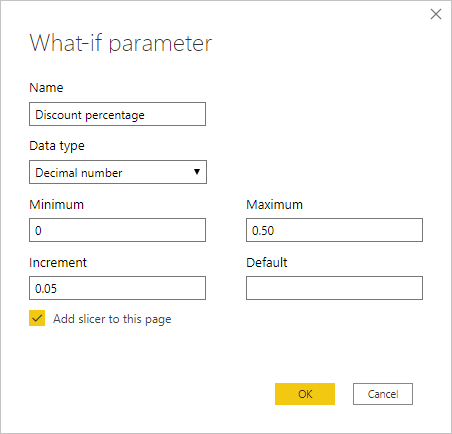 What-if parameter
Name
Discount percentage
Data type
Decimal number
Minimum
Maximum
0
0.50
Increment
Default
0.05
Add slicer to this page
OK
Cancel